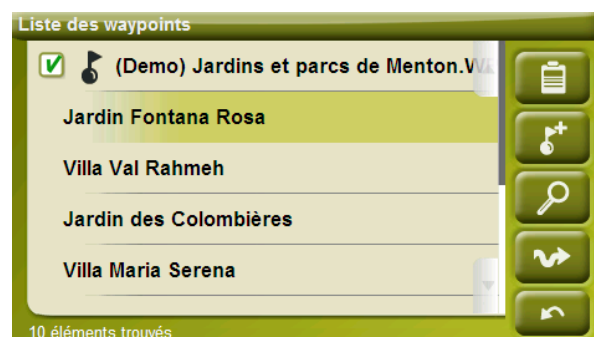 Liste des waypoints
(Demo) Jardins et parcs de Menton.W
Jardin Fontana Rosa
Villa Val Rahmeh
Jardin des Colombières
Villa Maria Serena
10 éléments trouvés